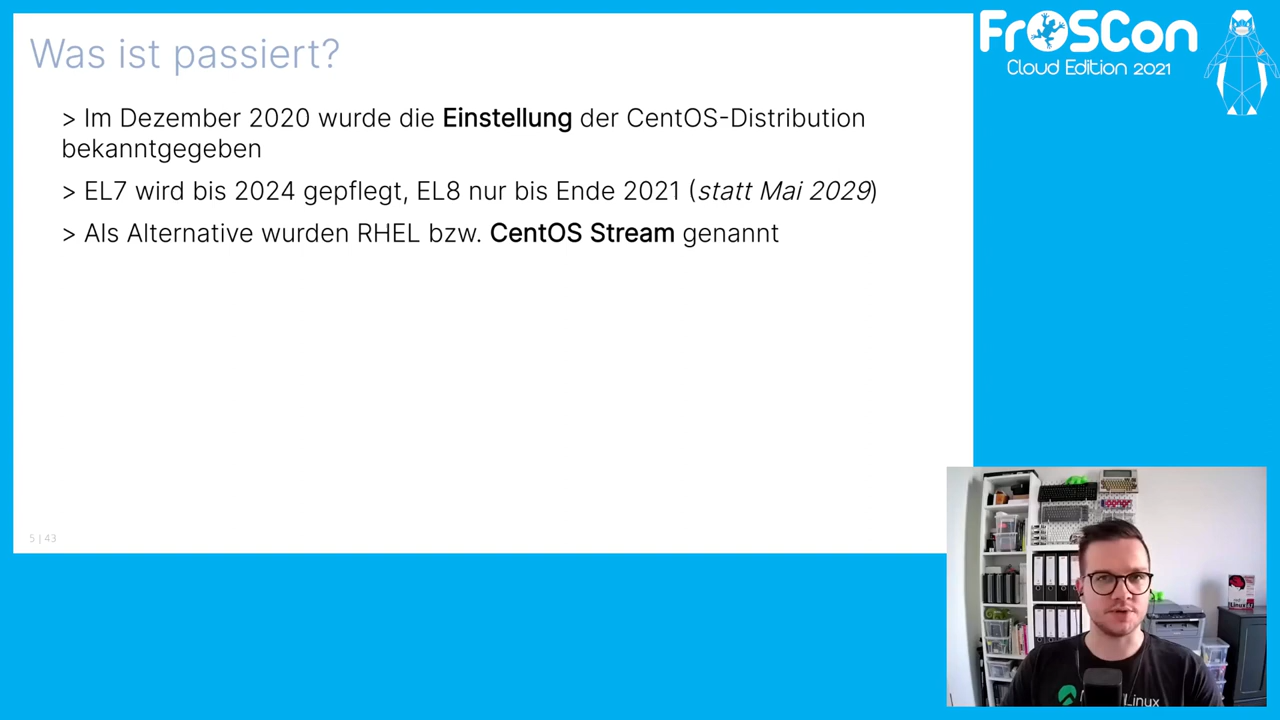 Was ist passiert?
> Im Dezember 2020 wurde die Einstellung der CentOS-Distribution
bekanntgegeben
> EL7 wird bis 2024 gepflegt, EL8 nur bis Ende 2021 (statt Mai 2029)
> Als Alternative wurden RHEL bzw. CentOS Stream genannt
5 | 43
FrOSCon
Cloud Edition 2021
Linux